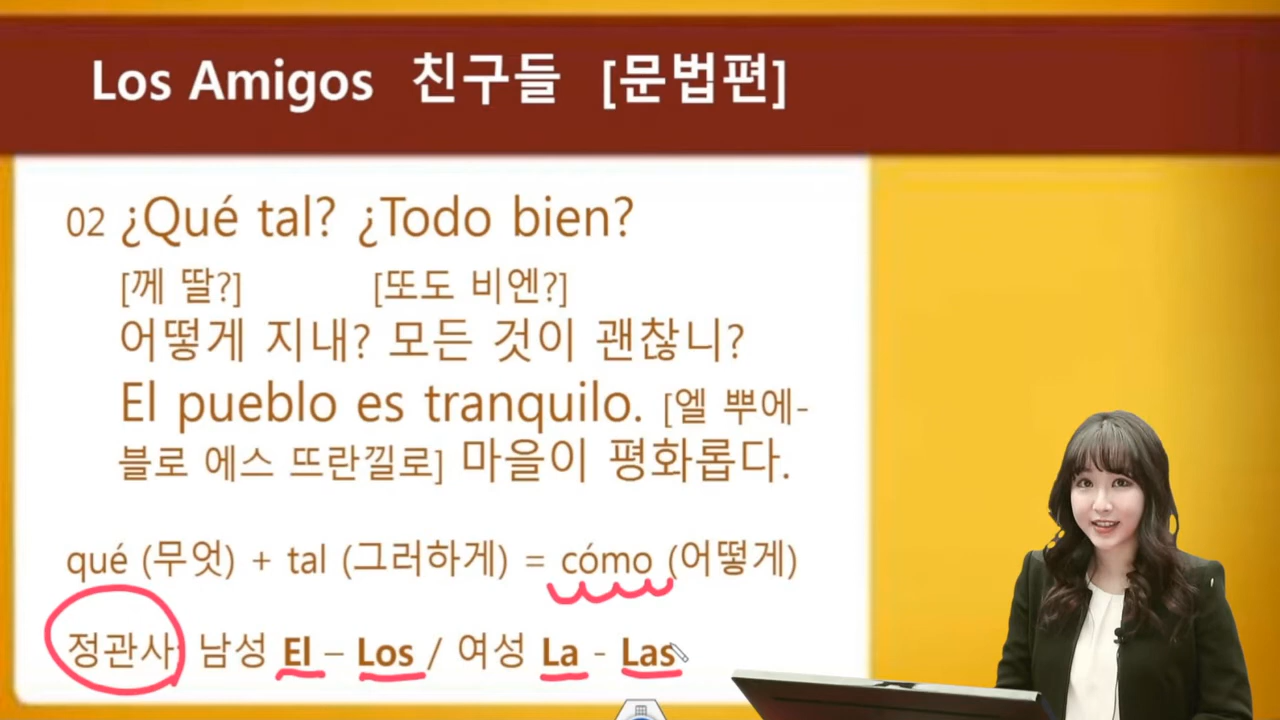 Los Amigos 친구들 [문법편]
02 ¿Qué tal? ¿Todo bien?
[께 딸?] [또도 비엔?]
어떻게 지내? 모든 것이 괜찮니?
El pueblo es tranquilo. [엘 뿌에-
블로 에스 뜨란낄로] 마을이 평화롭다.
qué (무엇) + tal (그러하게) = cómo (어떻게)
정관사: 남성 El – Los / 여성 La - Las